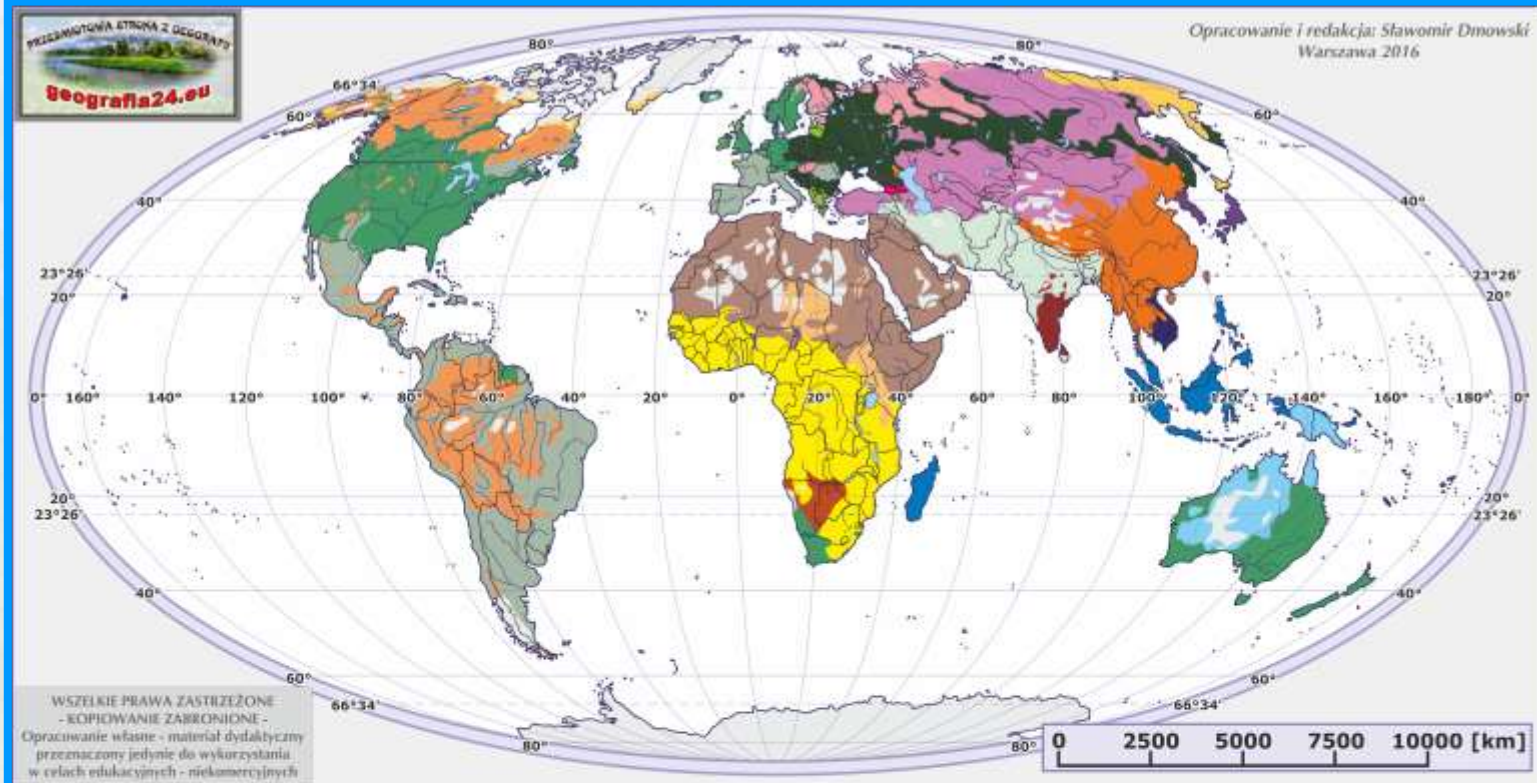 PRZEDMIOTOWA STRONA Z GEOGRAFII
geografia24.eu
Opracowanie i redakcja: Sławomir Dmowski
Warszawa 2016
80° 80°
66°34'
60° 60°
40° 40°
23°26' 23°26'
20° 20°
0° 160° 140° 120° 100° 80° 60° 40° 20° 0° 20° 40° 60° 80° 100° 120° 140° 160° 180° 0°
20° 20°
23°26' 23°26'
40° 40°
60° 60°
66°34' 66°34'
80° 80°
WSZELKIE PRAWA ZASTRZEŻONE
- KOPIOWANIE ZABRONIONE -
Opracowanie własne - materiał dydaktyczny
przeznaczony jedynie do wykorzystania
w celach edukacyjnych - niekomercyjnych
0 2500 5000 7500 10000 [km]